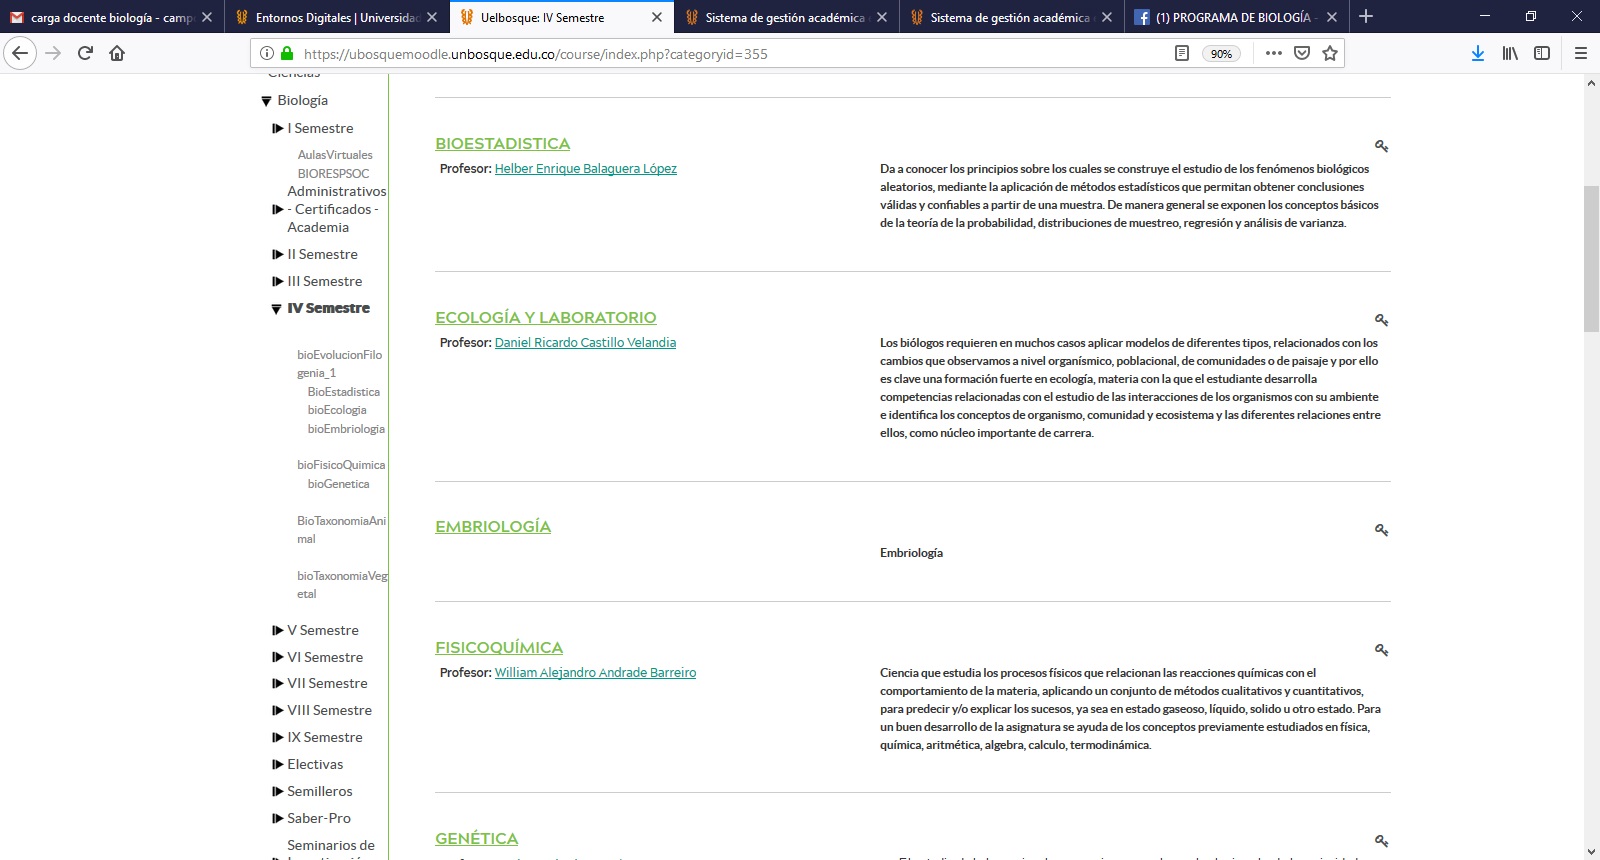 carga docente biología - camp
Entornos Digitales | Universidad
Uelbosque: IV Semestre
Sistema de gestión académica
Sistema de gestión académica
(1) PROGRAMA DE BIOLOGÍA -
https://ubosquemoodle.unbosque.edu.co/course/index.php?categoryid=355
90%
Ciencias
Biología
I Semestre
AulasVirtuales
BIORESPSOC
Administrativos
- Certificados -
Academia
II Semestre
III Semestre
IV Semestre
bioEvolucionFilo
genia_1
BioEstadistica
bioEcologia
bioEmbriologia
bioFisicoQuimica
bioGenetica
BioTaxonomiaAni
mal
bioTaxonomiaVeg
etal
V Semestre
VI Semestre
VII Semestre
VIII Semestre
IX Semestre
Electivas
Semilleros
Saber-Pro
Seminarios de
BIOESTADISTICA
Profesor: Helber Enrique Balaguera López
Da a conocer los principios sobre los cuales se construye el estudio de los fenómenos biológicos
aleatorios, mediante la aplicación de métodos estadísticos que permitan obtener conclusiones
válidas y confiables a partir de una muestra. De manera general se exponen los conceptos básicos
de la teoría de la probabilidad, distribuciones de muestreo, regresión y análisis de varianza.
ECOLOGÍA Y LABORATORIO
Profesor: Daniel Ricardo Castillo Velandia
Los biólogos requieren en muchos casos aplicar modelos de diferentes tipos, relacionados con los
cambios que observamos a nivel organísmico, poblacional, de comunidades o de paisaje y por ello
es clave una formación fuerte en ecología, materia con la que el estudiante desarrolla
competencias relacionadas con el estudio de las interacciones de los organismos con su ambiente
e identifica los conceptos de organismo, comunidad y ecosistema y las diferentes relaciones entre
ellos, como núcleo importante de carrera.
EMBRIOLOGÍA
Embriología
FISICOQUÍMICA
Profesor: William Alejandro Andrade Barreiro
Ciencia que estudia los procesos físicos que relacionan las reacciones químicas con el
comportamiento de la materia, aplicando un conjunto de métodos cualitativos y cuantitativos,
para predecir y/o explicar los sucesos, ya sea en estado gaseoso, líquido, solido u otro estado. Para
un buen desarrollo de la asignatura se ayuda de los conceptos previamente estudiados en física,
química, aritmética, algebra, calculo, termodinámica.
GENÉTICA